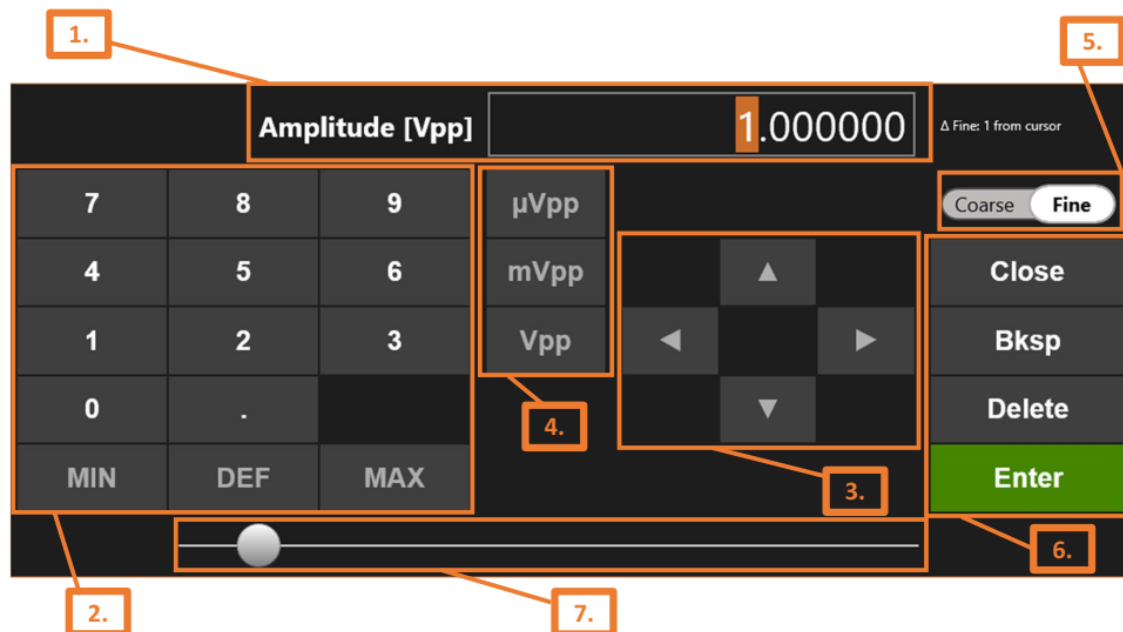 1.
5.
Amplitude [Vpp] 1.000000 Δ Fine: 1 from cursor
7 8 9 µVpp Coarse Fine
4 5 6 mVpp ▲ Close
1 2 3 Vpp ◀ ▶ Bksp
0 . 4. ▼ Delete
MIN DEF MAX 3. Enter
6.
2. 7.